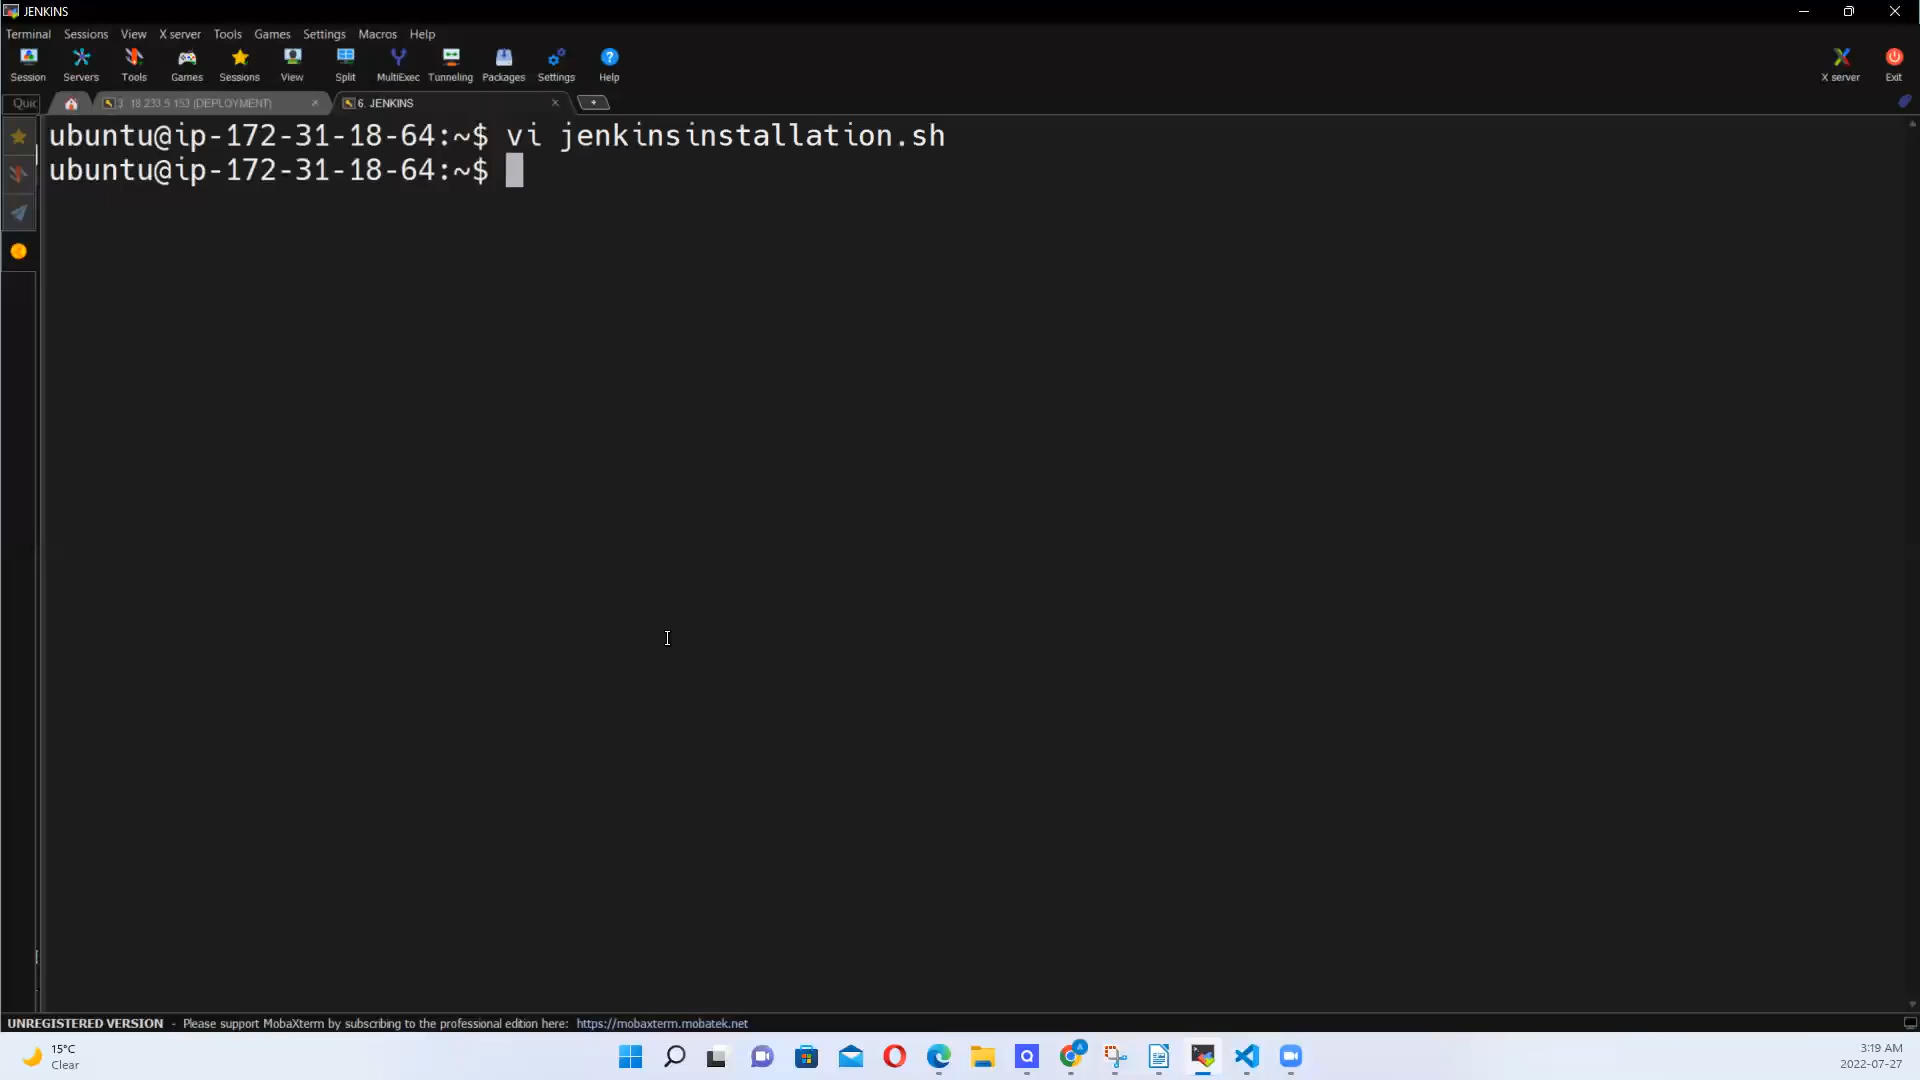 JENKINS
Terminal Sessions View X server Tools Games Settings Macros Help
Session Servers Tools Games Sessions View Split MultiExec Tunneling Packages Settings Help X server Exit
Quic 3. 18.233.5.153 (DEPLOYMENT) 6. JENKINS
ubuntu@ip-172-31-18-64:~$ vi jenkinsinstallation.sh
ubuntu@ip-172-31-18-64:~$
UNREGISTERED VERSION - Please support MobaXterm by subscribing to the professional edition here: https://mobaxterm.mobatek.net
15°C
Clear
3:19 AM
2022-07-27